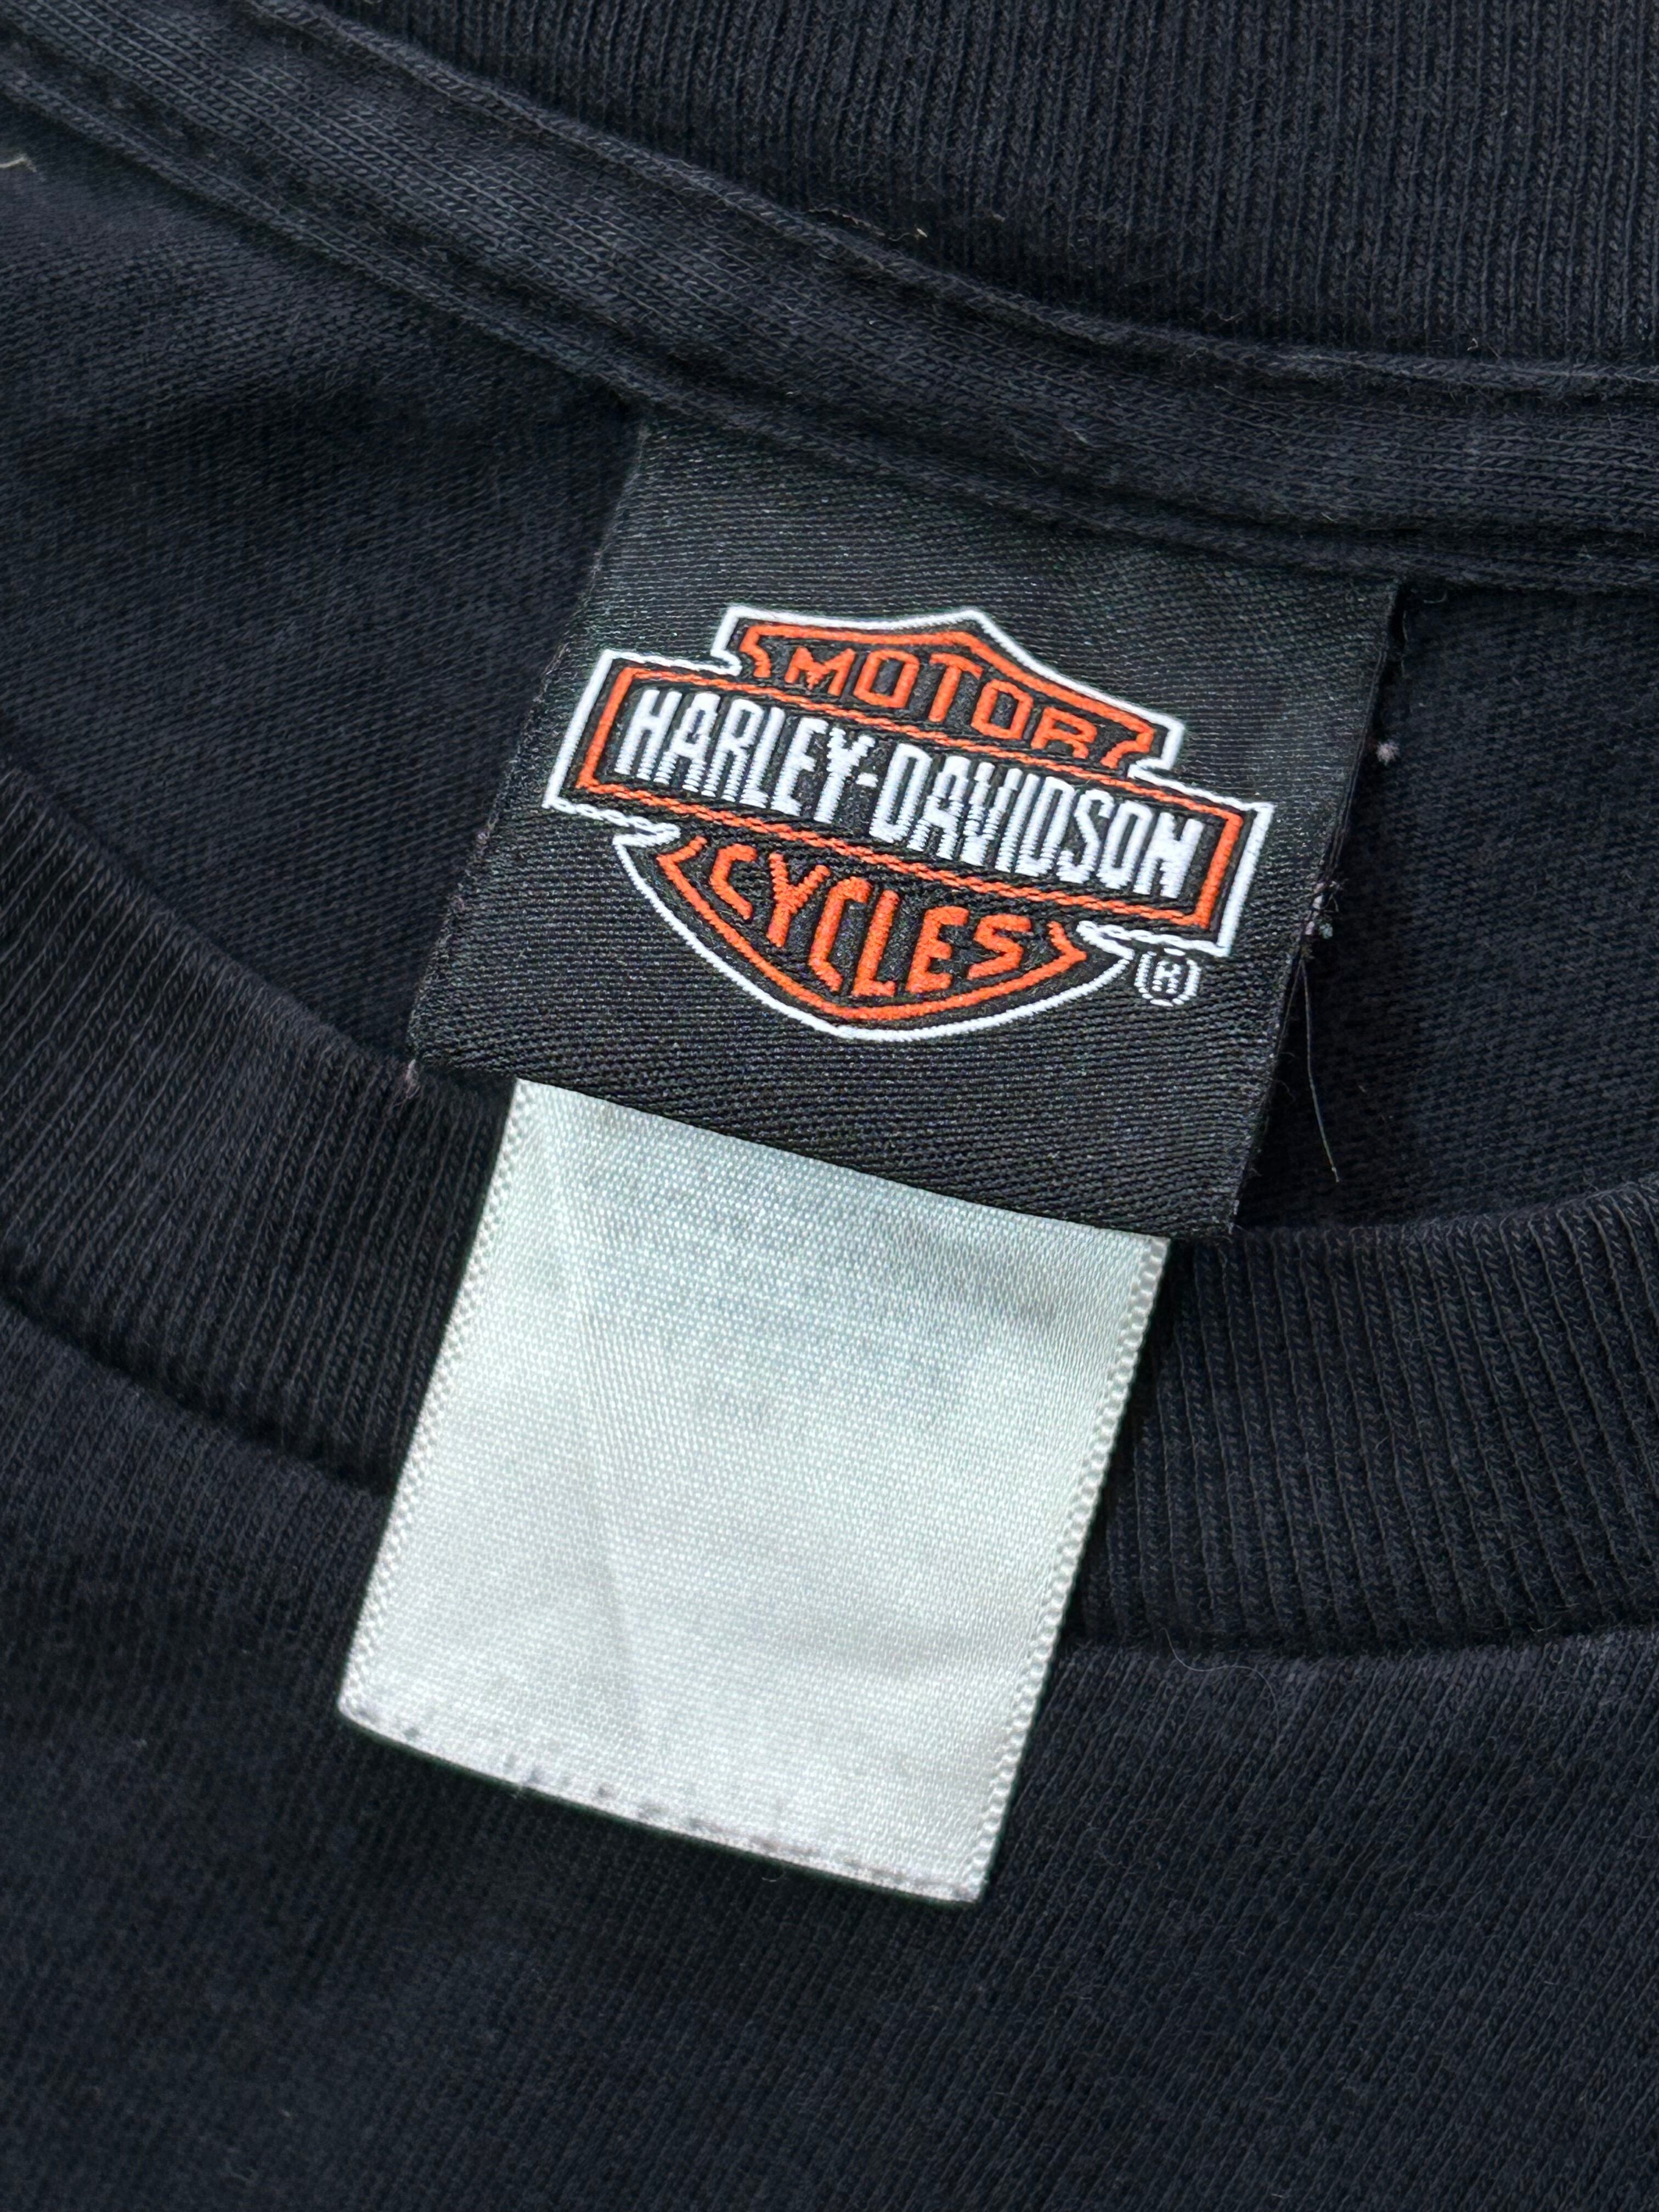 MOTOR
HARLEY-DAVIDSON
CYCLES
®